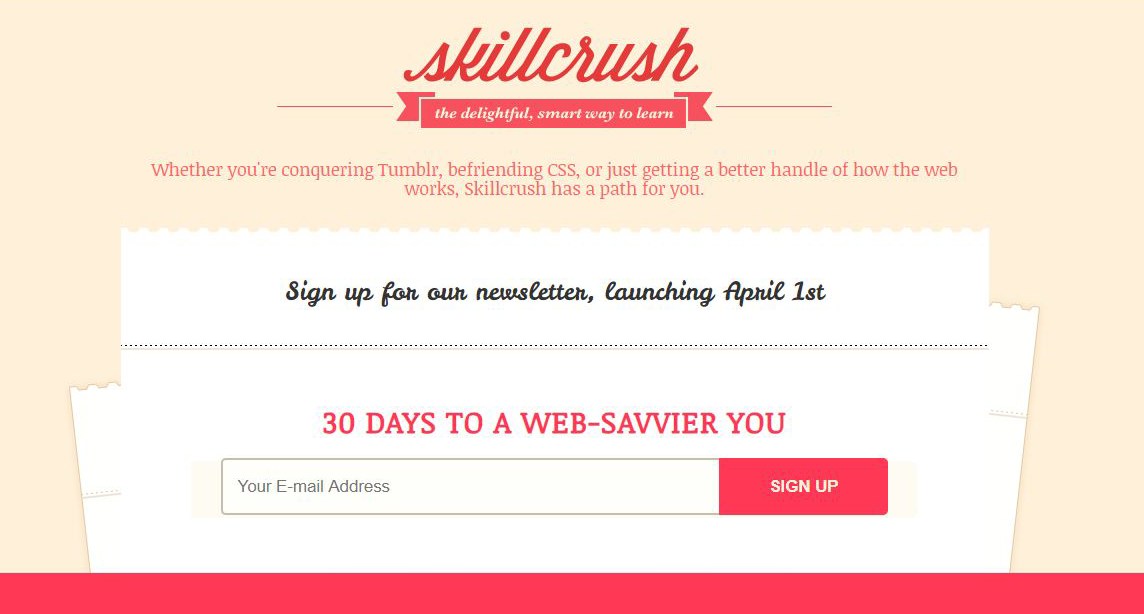 skillcrush
the delightful, smart way to learn
Whether you're conquering Tumblr, befriending CSS, or just getting a better handle of how the web
works, Skillcrush has a path for you.
Sign up for our newsletter, launching April 1st
30 DAYS TO A WEB-SAVVIER YOU
Your E-mail Address
SIGN UP